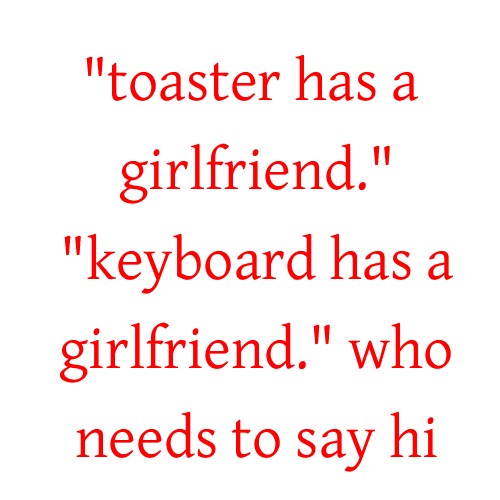 "toaster has a
girlfriend."
"keyboard has a
girlfriend." who
needs to say hi